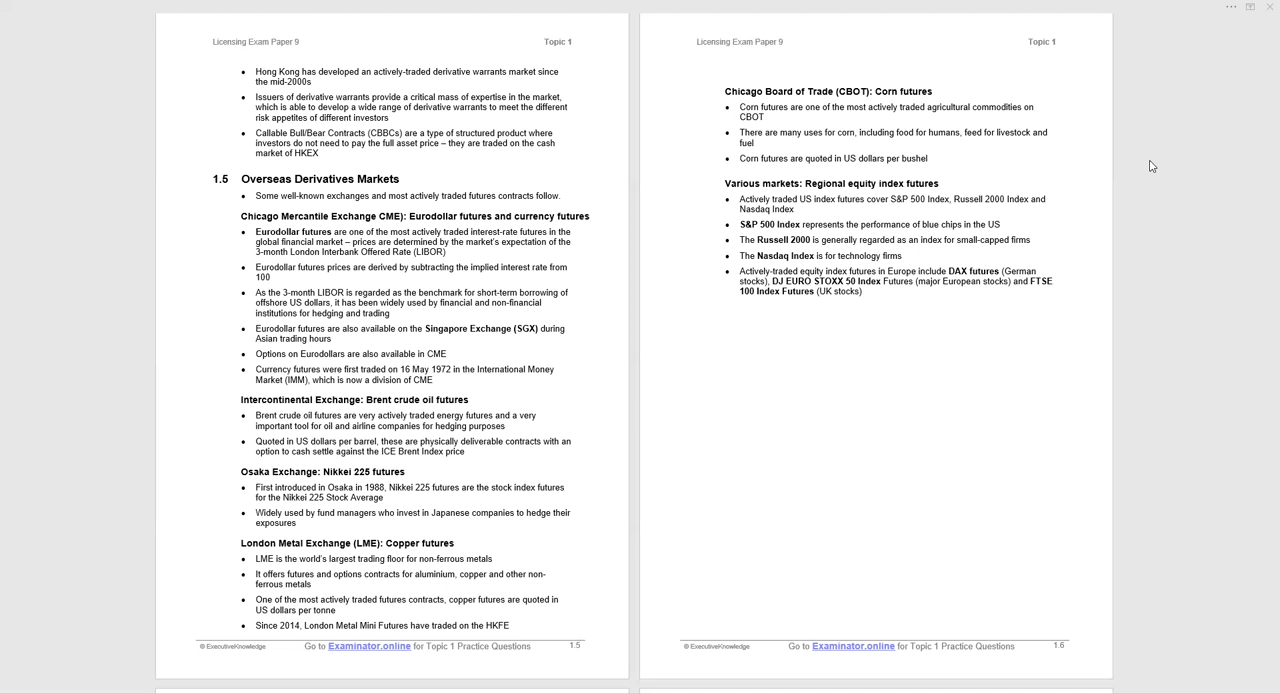 Licensing Exam Paper 9 Topic 1
• Hong Kong has developed an actively-traded derivative warrants market since
the mid-2000s
• Issuers of derivative warrants provide a critical mass of expertise in the market,
which is able to develop a wide range of derivative warrants to meet the different
risk appetites of different investors
• Callable Bull/Bear Contracts (CBBCs) are a type of structured product where
investors do not need to pay the full asset price – they are traded on the cash
market of HKEX
1.5 Overseas Derivatives Markets
• Some well-known exchanges and most actively traded futures contracts follow.
Chicago Mercantile Exchange CME): Eurodollar futures and currency futures
• Eurodollar futures are one of the most actively traded interest-rate futures in the
global financial market – prices are determined by the market's expectation of the
3-month London Interbank Offered Rate (LIBOR)
• Eurodollar futures prices are derived by subtracting the implied interest rate from
100
• As the 3-month LIBOR is regarded as the benchmark for short-term borrowing of
offshore US dollars, it has been widely used by financial and non-financial
institutions for hedging and trading
• Eurodollar futures are also available on the Singapore Exchange (SGX) during
Asian trading hours
• Options on Eurodollars are also available in CME
• Currency futures were first traded on 16 May 1972 in the International Money
Market (IMM), which is now a division of CME
Intercontinental Exchange: Brent crude oil futures
• Brent crude oil futures are very actively traded energy futures and a very
important tool for oil and airline companies for hedging purposes
• Quoted in US dollars per barrel, these are physically deliverable contracts with an
option to cash settle against the ICE Brent Index price
Osaka Exchange: Nikkei 225 futures
• First introduced in Osaka in 1988, Nikkei 225 futures are the stock index futures
for the Nikkei 225 Stock Average
• Widely used by fund managers who invest in Japanese companies to hedge their
exposures
London Metal Exchange (LME): Copper futures
• LME is the world's largest trading floor for non-ferrous metals
• It offers futures and options contracts for aluminium, copper and other non-
ferrous metals
• One of the most actively traded futures contracts, copper futures are quoted in
US dollars per tonne
• Since 2014, London Metal Mini Futures have traded on the HKFE
© ExecutiveKnowledge Go to Examinator.online for Topic 1 Practice Questions 1.5
Licensing Exam Paper 9 Topic 1
Chicago Board of Trade (CBOT): Corn futures
• Corn futures are one of the most actively traded agricultural commodities on
CBOT
• There are many uses for corn, including food for humans, feed for livestock and
fuel
• Corn futures are quoted in US dollars per bushel
Various markets: Regional equity index futures
• Actively traded US index futures cover S&P 500 Index, Russell 2000 Index and
Nasdaq Index
• S&P 500 Index represents the performance of blue chips in the US
• The Russell 2000 is generally regarded as an index for small-capped firms
• The Nasdaq Index is for technology firms
• Actively-traded equity index futures in Europe include DAX futures (German
stocks), DJ EURO STOXX 50 Index Futures (major European stocks) and FTSE
100 Index Futures (UK stocks)
© ExecutiveKnowledge Go to Examinator.online for Topic 1 Practice Questions 1.6